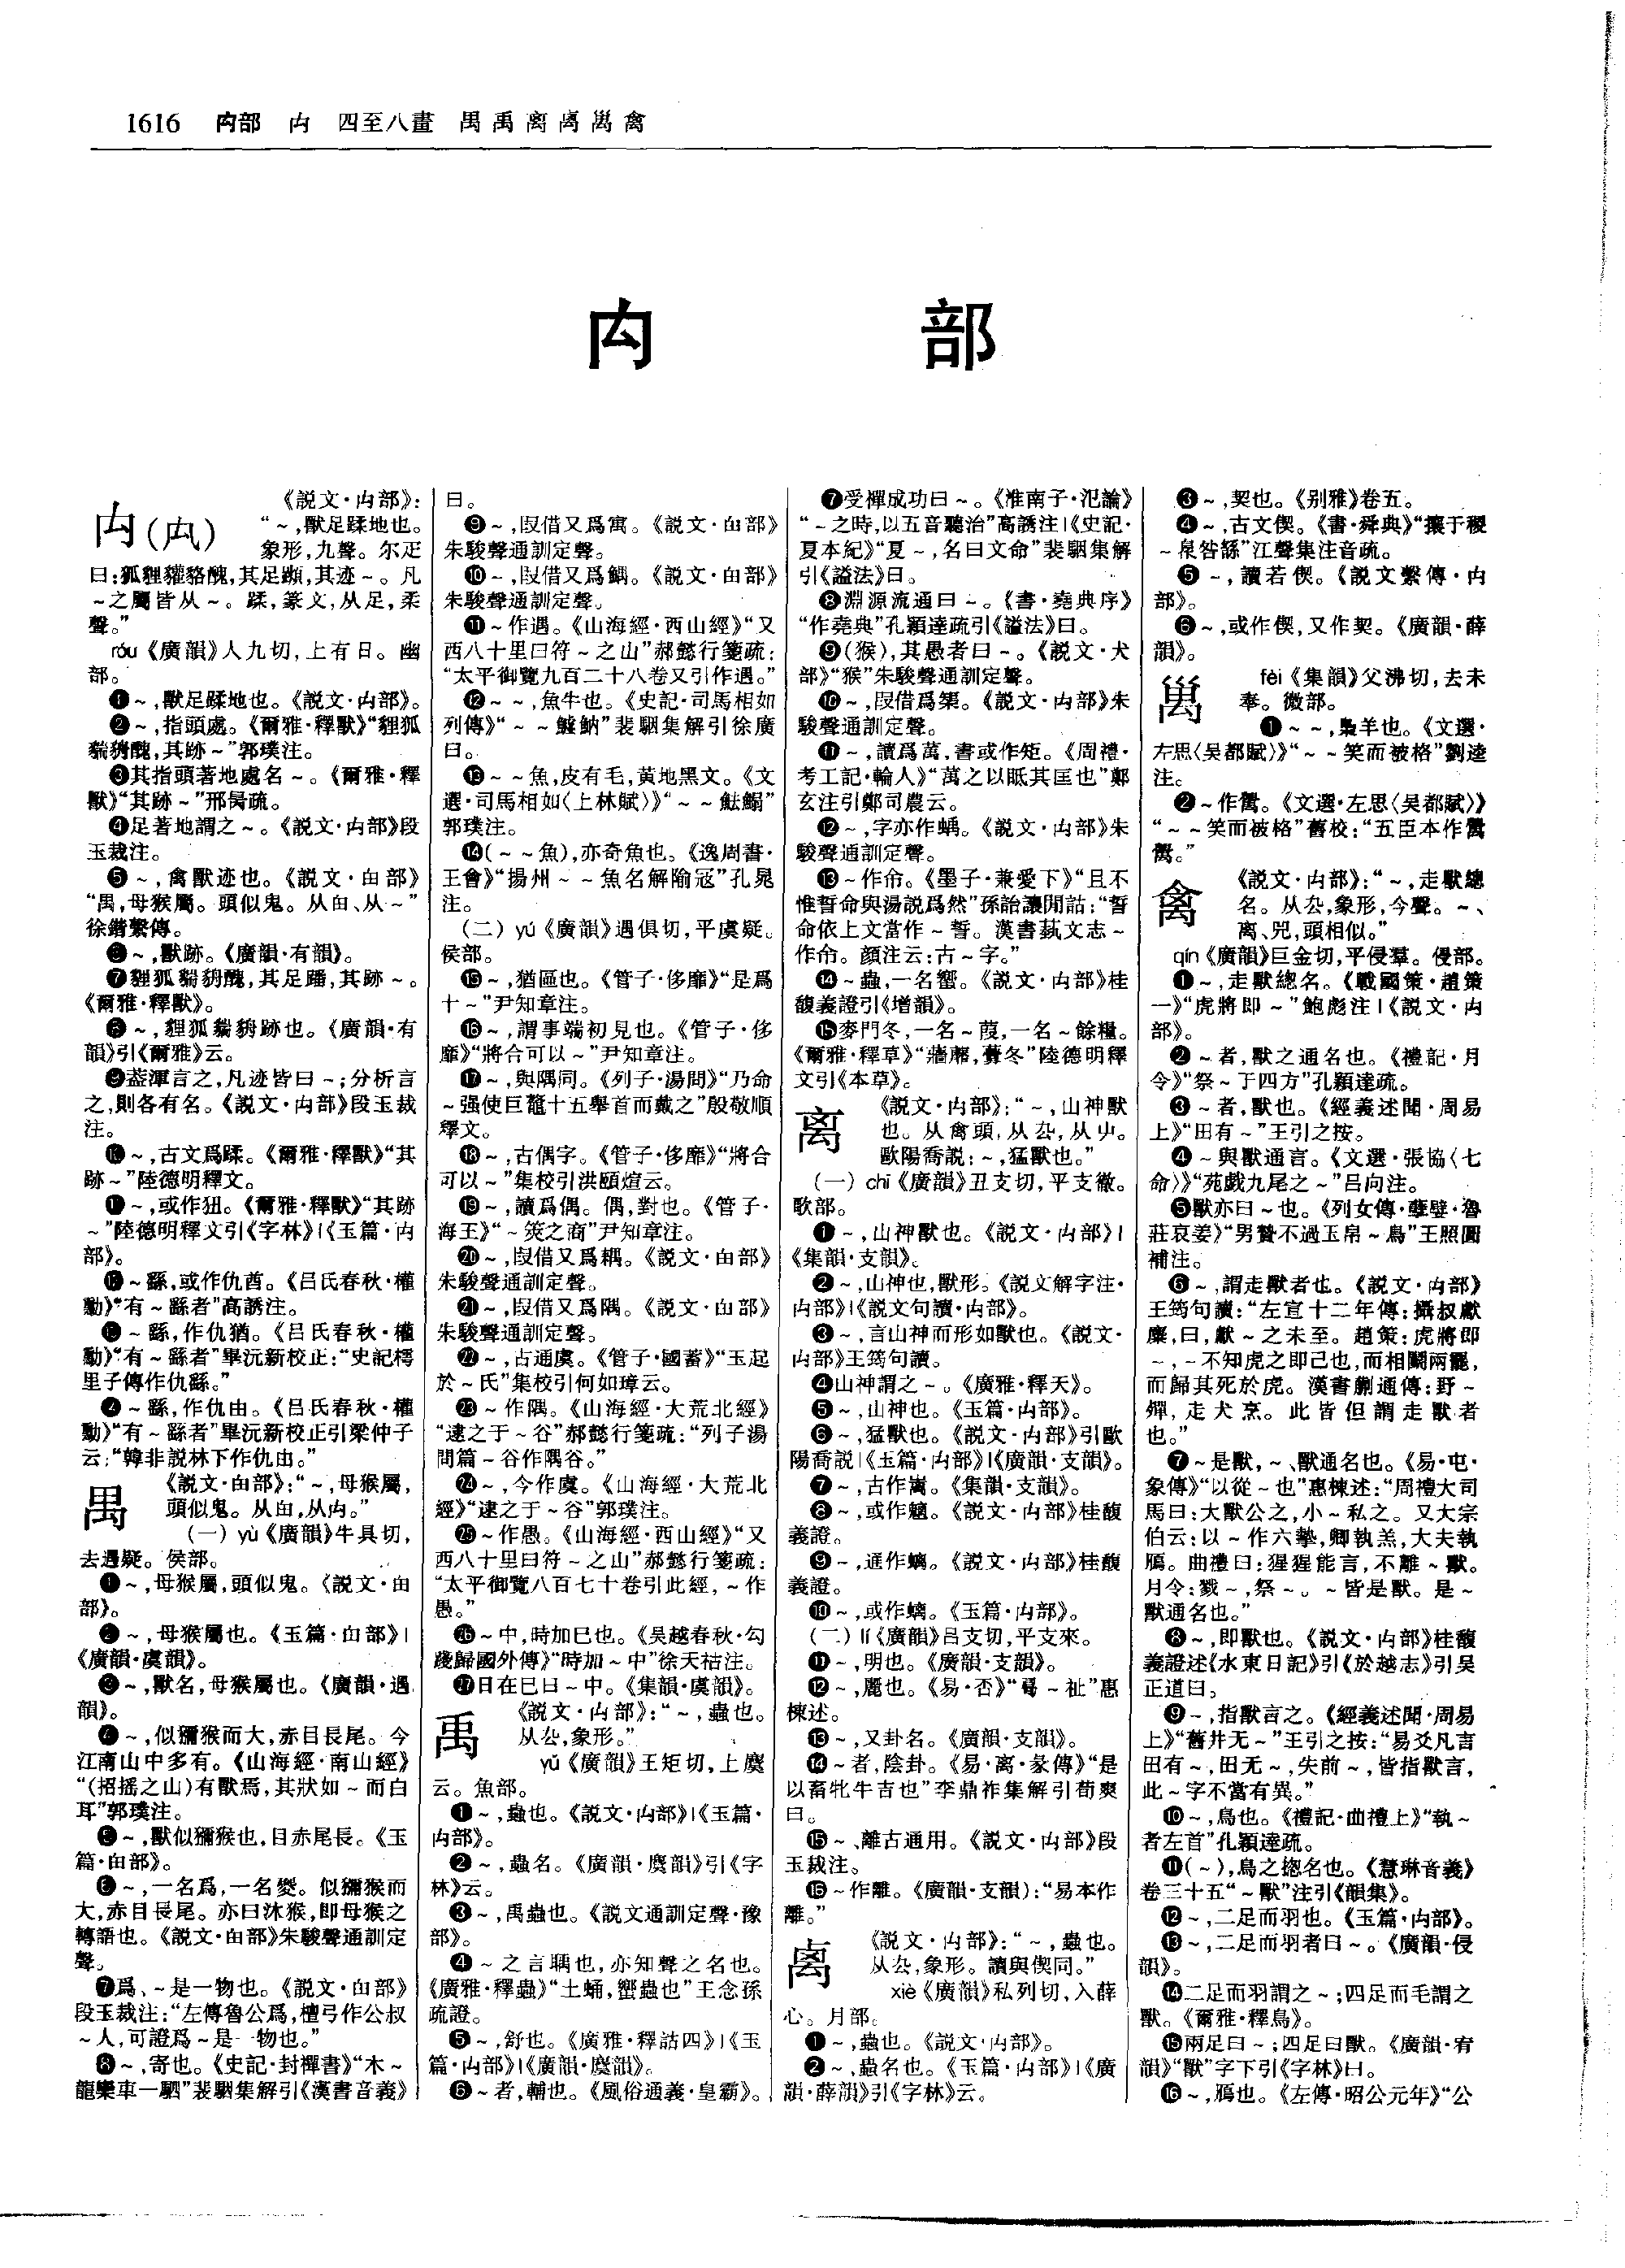 1616 禸部 禸 四至八畫 禺禹离禼𥝋禽
禸部
禸(厹)
《説文·禸部》：
“～，獸足蹂地也。
象形，九聲。尔疋
曰：狐貍貛貉醜，其足蹞，其迹～。凡
～之屬皆从～。蹂，篆文，从足，柔
聲。”
róu《廣韻》人九切，上有日。幽
部。
❶～，獸足蹂地也。《説文·禸部》。
❷～，指頭處。《爾雅·釋獸》“貍狐
貒貈醜，其跡～”郭璞注。
❸其指頭著地處名～。《爾雅·釋
獸》“其跡～”邢昺疏。
❹足著地謂之～。《説文·禸部》段
玉裁注。
❺～，禽獸迹也。《説文·甶部》
“禺，母猴屬。頭似鬼。从甶、从～”
徐鍇繫傳。
❻～，獸跡。《廣韻·有韻》。
❼貍狐貒貈醜，其足蹯，其跡～。
《爾雅·釋獸》。
❽～，貍狐貒貈跡也。《廣韻·有
韻》引《爾雅》云。
❾葢渾言之，凡迹皆曰～；分析言
之，則各有名。《説文·禸部》段玉裁
注。
❿～，古文爲蹂。《爾雅·釋獸》“其
跡～”陸德明釋文。
⓫～，或作狃。《爾雅·釋獸》“其跡
～”陸德明釋文引《字林》|《玉篇·禸
部》。
⓬～繇，或作仇酋。《吕氏春秋·權
勳》“有～繇者”高誘注。
⓭～繇，作仇猶。《吕氏春秋·權
勳》“有～繇者”畢沅新校正：“史記樗
里子傳作仇繇。”
⓮～繇，作仇由。《吕氏春秋·權
勳》“有～繇者”畢沅新校正引梁仲子
云：“韓非説林下作仇由。”
禺
《説文·甶部》：“～，母猴屬，
頭似鬼。从甶，从禸。”
（一）yù《廣韻》牛具切，
去遇疑。侯部。
❶～，母猴屬，頭似鬼。《説文·甶
部》。
❷～，母猴屬也。《玉篇·甶部》|
《廣韻·虞韻》。
❸～，獸名，母猴屬也。《廣韻·遇
韻》。
❹～，似獼猴而大，赤目長尾。今
江南山中多有。《山海經·南山經》
“（招摇之山）有獸焉，其狀如～而白
耳”郭璞注。
❺～，獸似獼猴也，目赤尾長。《玉
篇·甶部》。
❻～，一名爲，一名夒。似獼猴而
大，赤目長尾。亦曰沐猴，即母猴之
轉語也。《説文·甶部》朱駿聲通訓定
聲。
❼爲、～是一物也。《説文·甶部》
段玉裁注：“左傳魯公爲，檀弓作公叔
～人，可證爲～是一物也。”
❽～，寄也。《史記·封禪書》“木～
龍欒車一駟”裴駰集解引《漢書音義》
曰。
❾～，叚借又爲寓。《説文·甶部》
朱駿聲通訓定聲。
❿～，叚借又爲鰅。《説文·甶部》
朱駿聲通訓定聲。
⓫～作遇。《山海經·西山經》“又
西八十里曰符～之山”郝懿行箋疏：
“太平御覽九百二十八卷又引作遇。”
⓬～～，魚牛也。《史記·司馬相如
列傳》“～～鱋魶”裴駰集解引徐廣
曰。
⓭～～魚，皮有毛，黄地黑文。《文
選·司馬相如〈上林賦〉》“～～魼鰨”
郭璞注。
⓮（～～魚），亦奇魚也。《逸周書·
王會》“揚州～～魚名解隃冠”孔晁
注。
（二）yú《廣韻》遇俱切，平虞疑。
侯部。
⓯～，猶區也。《管子·侈靡》“是爲
十～”尹知章注。
⓰～，謂事端初見也。《管子·侈
靡》“將合可以～”尹知章注。
⓱～，與隅同。《列子·湯問》“乃命
～强使巨鼇十五舉首而戴之”殷敬順
釋文。
⓲～，古偶字。《管子·侈靡》“將合
可以～”集校引洪頤煊云。
⓳～，讀爲偶。偶，對也。《管子·
海王》“～筴之商”尹知章注。
⓴～，叚借又爲耦。《説文·甶部》
朱駿聲通訓定聲。
㉑～，叚借又爲隅。《説文·甶部》
朱駿聲通訓定聲。
㉒～，古通虞。《管子·國蓄》“玉起
於～氏”集校引何如璋云。
㉓～作隅。《山海經·大荒北經》
“逮之于～谷”郝懿行箋疏：“列子湯
問篇～谷作隅谷。”
㉔～，今作虞。《山海經·大荒北
經》“逮之于～谷”郭璞注。
㉕～作愚。《山海經·西山經》“又
西八十里曰符～之山”郝懿行箋疏：
“太平御覽八百七十卷引此經，～作
愚。”
㉖～中，時加巳也。《吴越春秋·勾
踐歸國外傳》“時加～中”徐天祜注。
㉗日在巳曰～中。《集韻·虞韻》。
禹
《説文·禸部》：“～，蟲也。
从厹，象形。”
yǔ《廣韻》王矩切，上麌
云。魚部。
❶～，蟲也。《説文·禸部》|《玉篇·
禸部》。
❷～，蟲名。《廣韻·麌韻》引《字
林》云。
❸～，禹蟲也。《説文通訓定聲·豫
部》。
❹～之言聥也，亦知聲之名也。
《廣雅·釋蟲》“土蛹，蠁蟲也”王念孫
疏證。
❺～，舒也。《廣雅·釋詁四》|《玉
篇·禸部》|《廣韻·麌韻》。
❻～者，輔也。《風俗通義·皇霸》。
❼受禪成功曰～。《淮南子·氾論》
“～之時，以五音聽治”高誘注|《史記·
夏本紀》“夏～，名曰文命”裴駰集解
引《謚法》曰。
❽淵源流通曰～。《書·堯典序》
“作堯典”孔穎達疏引《謚法》曰。
❾（猴），其愚者曰～。《説文·犬
部》“猴”朱駿聲通訓定聲。
❿～，叚借爲榘。《説文·禸部》朱
駿聲通訓定聲。
⓫～，讀爲萬，書或作矩。《周禮·
考工記·輪人》“萬之以眂其匡也”鄭
玄注引鄭司農云。
⓬～，字亦作蝺。《説文·禸部》朱
駿聲通訓定聲。
⓭～作命。《墨子·兼愛下》“且不
惟誓命與湯説爲然”孫詒讓閒詁：“誓
命依上文當作～誓。漢書蓺文志～
作命。顔注云：古～字。”
⓮～蟲，一名蠁。《説文·禸部》桂
馥義證引《增韻》。
⓯麥門冬，一名～葭，一名～餘糧。
《爾雅·釋草》“蘠蘼，虋冬”陸德明釋
文引《本草》。
离
《説文·禸部》：“～，山神獸
也。从禽頭，从厹，从屮。
歐陽喬説：～，猛獸也。”
（一）chī《廣韻》丑支切，平支徹。
歌部。
❶～，山神獸也。《説文·禸部》|
《集韻·支韻》。
❷～，山神也，獸形。《説文解字注·
禸部》|《説文句讀·禸部》。
❸～，言山神而形如獸也。《説文·
禸部》王筠句讀。
❹山神謂之～。《廣雅·釋天》。
❺～，山神也。《玉篇·禸部》。
❻～，猛獸也。《説文·禸部》引歐
陽喬説|《玉篇·禸部》|《廣韻·支韻》。
❼～，古作嵩。《集韻·支韻》。
❽～，或作魑。《説文·禸部》桂馥
義證。
❾～，通作螭。《説文·禸部》桂馥
義證。
❿～，或作螭。《玉篇·禸部》。
（二）lí《廣韻》吕支切，平支來。
⓫～，明也。《廣韻·支韻》。
⓬～，麗也。《易·否》“𠷎～祉”惠
棟述。
⓭～，又卦名。《廣韻·支韻》。
⓮～者，陰卦。《易·离·彖傳》“是
以畜牝牛吉也”李鼎祚集解引荀爽
曰。
⓯～、離古通用。《説文·禸部》段
玉裁注。
⓰～作離。《廣韻·支韻》：“易本作
離。”
禼
《説文·禸部》：“～，蟲也。
从厹，象形。讀與偰同。”
xiè《廣韻》私列切，入薛
心。月部。
❶～，蟲也。《説文·禸部》。
❷～，蟲名也。《玉篇·禸部》|《廣
韻·薛韻》引《字林》云。
❸～，契也。《别雅》卷五。
❹～，古文偰。《書·舜典》“攘于稷
～皋咎繇”江聲集注音疏。
❺～，讀若偰。《説文繫傳·禸
部》。
❻～，或作偰，又作契。《廣韻·薛
韻》。
𥝋
fèi《集韻》父沸切，去未
奉。微部。
❶～～，梟羊也。《文選·
左思〈吴都賦〉》“～～笑而被格”劉逵
注。
❷～作䆏。《文選·左思〈吴都賦〉》
“～～笑而被格”舊校：“五臣本作䆏
䆏。”
禽
《説文·禸部》：“～，走獸總
名。从厹，象形，今聲。～、
离、兕，頭相似。”
qín《廣韻》巨金切，平侵羣。侵部。
❶～，走獸總名。《戰國策·趙策
一》“虎將即～”鮑彪注|《説文·禸
部》。
❷～者，獸之通名也。《禮記·月
令》“祭～于四方”孔穎達疏。
❸～者，獸也。《經義述聞·周易
上》“田有～”王引之按。
❹～與獸通言。《文選·張協〈七
命〉》“苑戲九尾之～”吕向注。
❺獸亦曰～也。《列女傳·孽嬖·魯
莊哀姜》“男贄不過玉帛～鳥”王照圓
補注。
❻～，謂走獸者也。《説文·禸部》
王筠句讀：“左宣十二年傳：攝叔獻
麋，曰，獻～之未至。趙策：虎將即
～，～不知虎之即己也，而相鬭兩罷，
而歸其死於虎。漢書蒯通傳：野～
殫，走犬烹。此皆但謂走獸者
也。”
❼～是獸，～、獸通名也。《易·屯·
象傳》“以從～也”惠棟述：“周禮大司
馬曰：大獸公之，小～私之。又大宗
伯云：以～作六摯，卿執羔，大夫執
鴈。曲禮曰：猩猩能言，不離～獸。
月令：戮～，祭～。～皆是獸。是～
獸通名也。”
❽～，即獸也。《説文·禸部》桂馥
義證述《水東日記》引《於越志》引吴
正道曰。
❾～，指獸言之。《經義述聞·周易
上》“舊井无～”王引之按：“易爻凡言
田有～，田无～，失前～，皆指獸言，
此～字不當有異。”
❿～，鳥也。《禮記·曲禮上》“執～
者左首”孔穎達疏。
⓫（～），鳥之揔名也。《慧琳音義》
卷三十五“～獸”注引《韻集》。
⓬～，二足而羽也。《玉篇·禸部》。
⓭～，二足而羽者曰～。《廣韻·侵
韻》。
⓮二足而羽謂之～；四足而毛謂之
獸。《爾雅·釋鳥》。
⓯兩足曰～；四足曰獸。《廣韻·宥
韻》“獸”字下引《字林》曰。
⓰～，鴈也。《左傳·昭公元年》“公